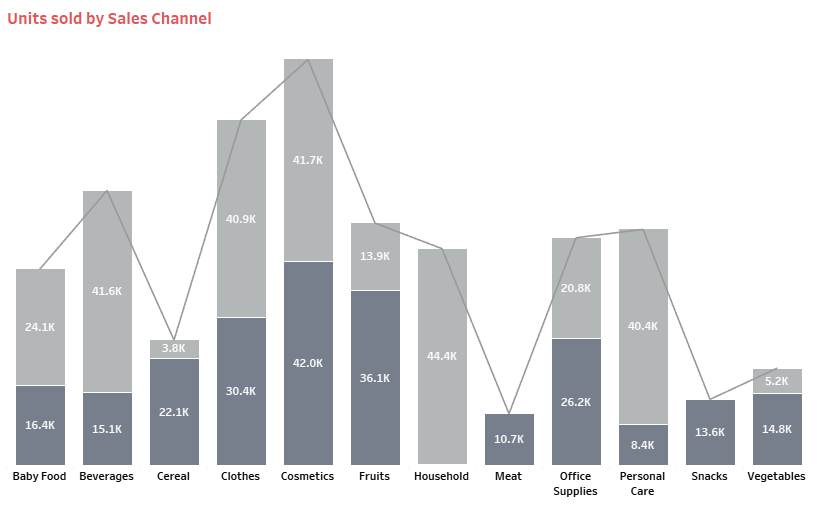 Units sold by Sales Channel
41.7K
40.9K
13.9K
41.6K
20.8K
24.1K
40.4K
3.8K
44.4K
42.0K
36.1K
5.2K
30.4K
26.2K
22.1K
16.4K
15.1K
14.8K
13.6K
10.7K
8.4K
Baby Food Beverages Cereal Clothes Cosmetics Fruits Household Meat Office Personal Snacks Vegetables
Supplies Care